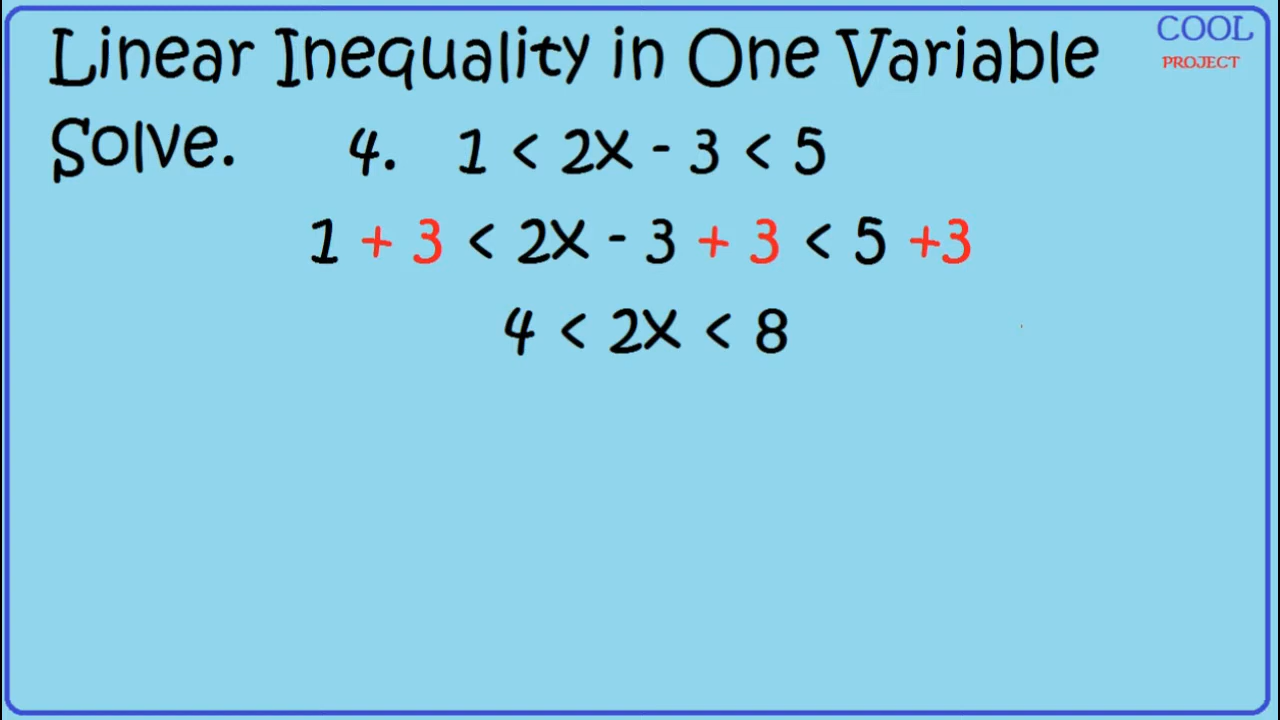 Linear Inequality in One Variable
COOL
PROJECT
Solve. 4. 1 < 2X - 3 < 5
1 + 3 < 2X - 3 + 3 < 5 +3
4 < 2X < 8